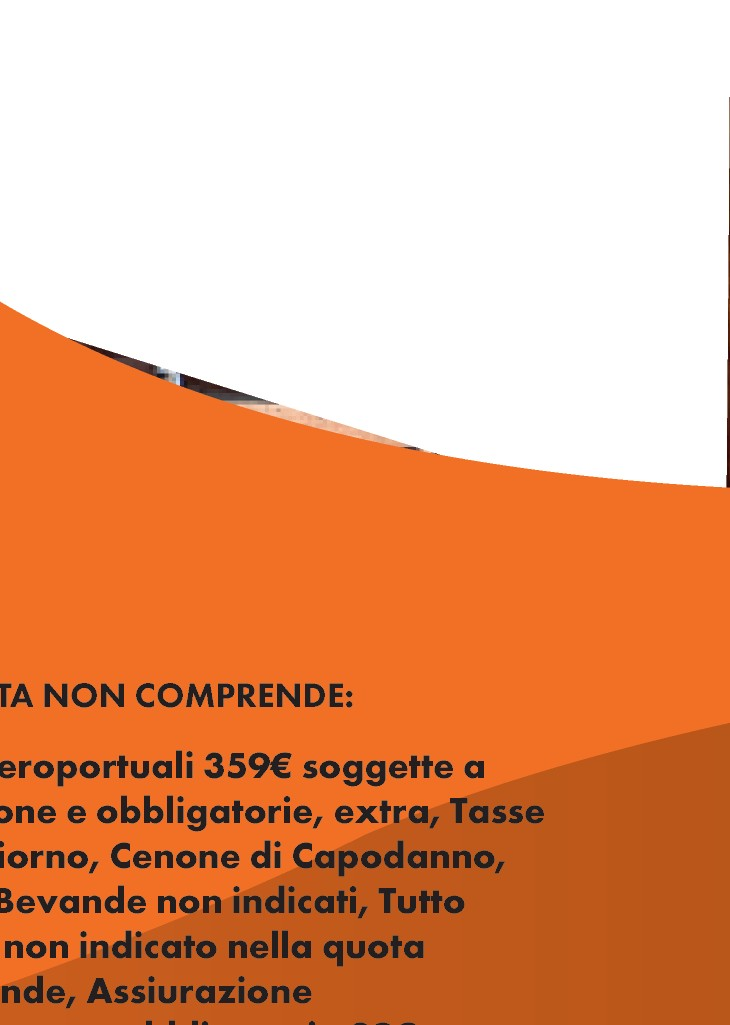 TA NON COMPRENDE:
eroportuali 359€ soggette a
one e obbligatorie, extra, Tasse
iorno, Cenone di Capodanno,
Bevande non indicati, Tutto
non indicato nella quota
nde, Assiurazione